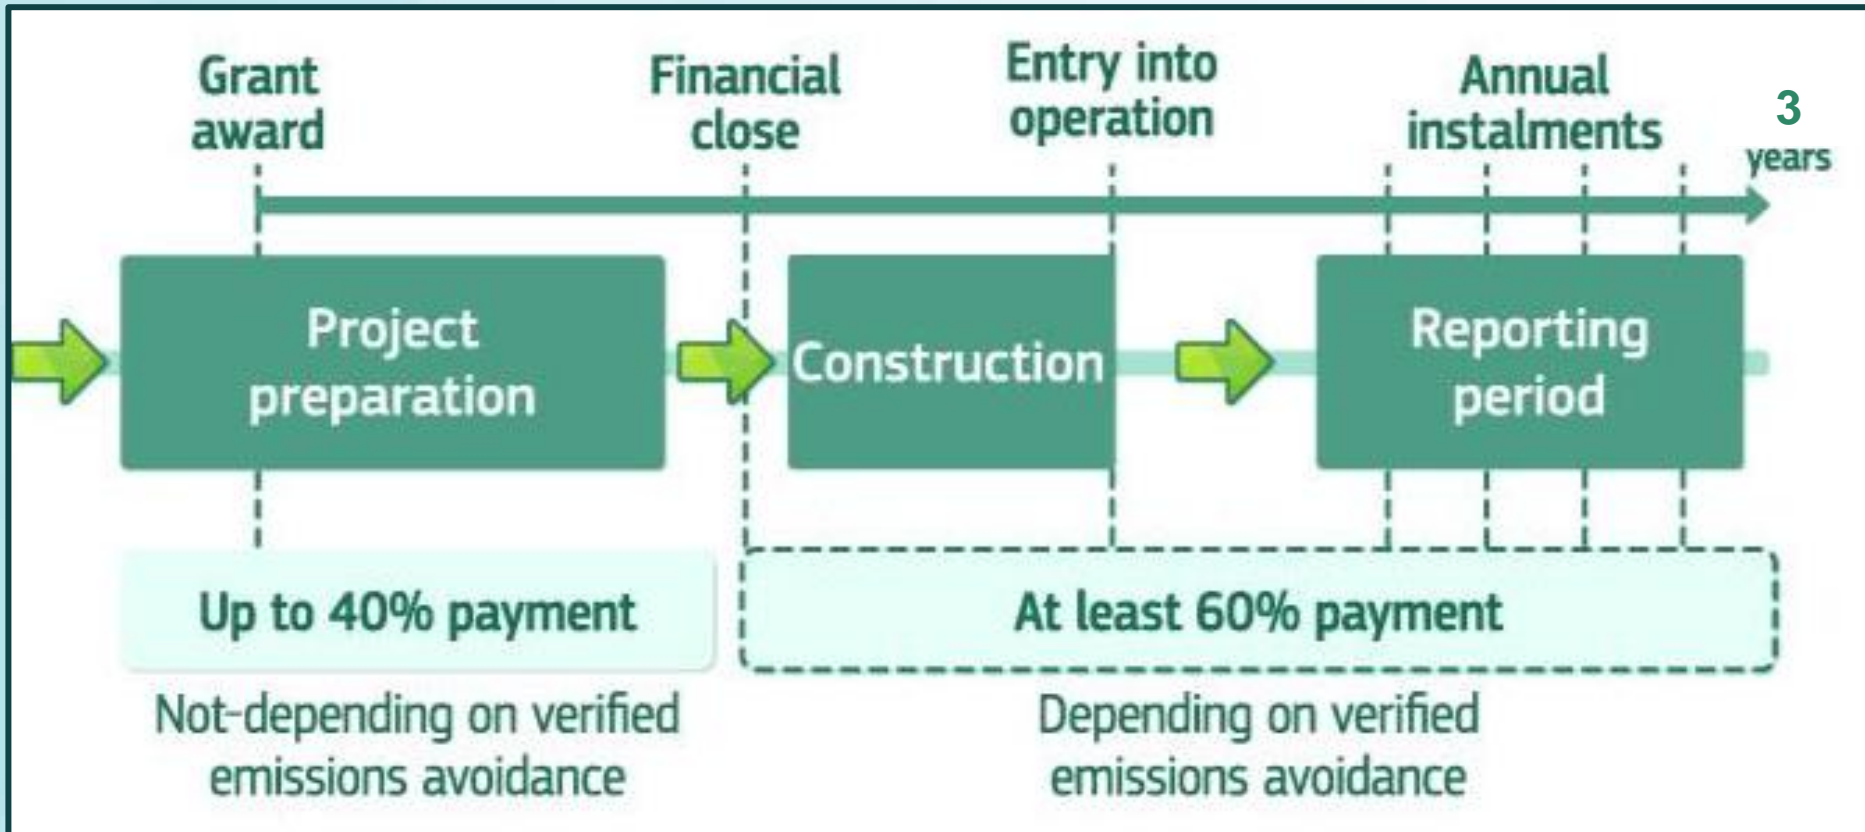 Grant
award
Financial
close
Entry into
operation
Annual
instalments
3
years
Project
preparation
Construction
Reporting
period
Up to 40% payment
At least 60% payment
Not-depending on verified
emissions avoidance
Depending on verified
emissions avoidance